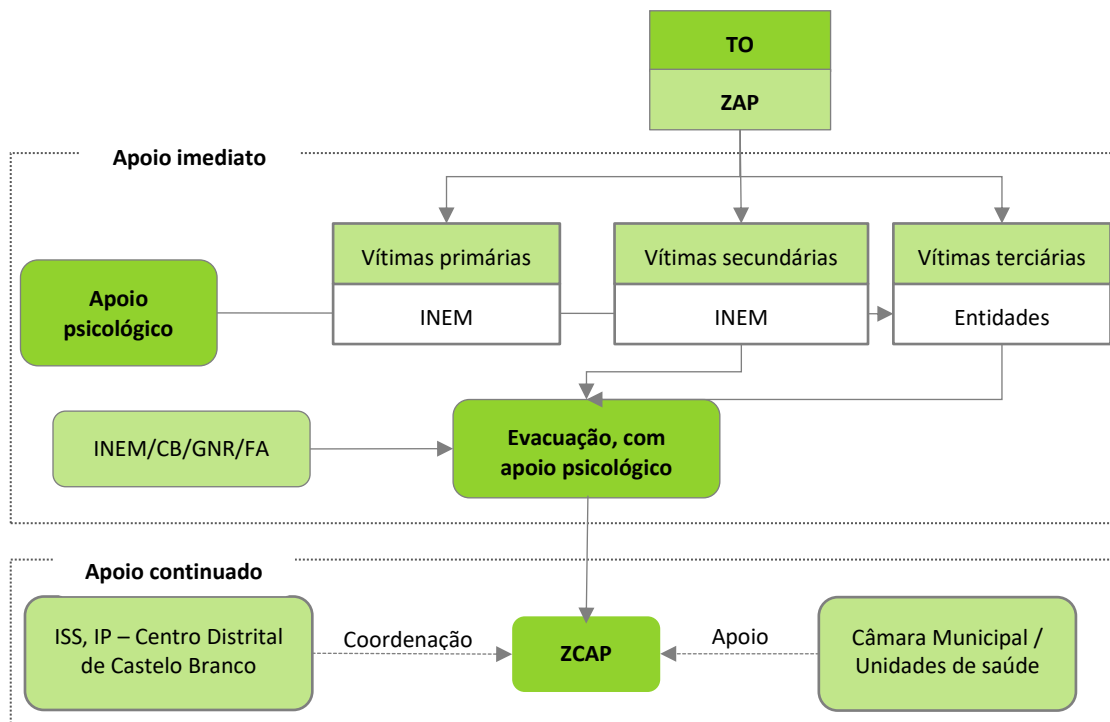 TO
ZAP
Apoio imediato
Vítimas primárias
INEM
Vítimas secundárias
INEM
Vítimas terciárias
Entidades
Apoio
psicológico
INEM/CB/GNR/FA
Evacuação, com
apoio psicológico
Apoio continuado
ISS, IP – Centro Distrital
de Castelo Branco
Coordenação
ZCAP
Apoio
Câmara Municipal /
Unidades de saúde